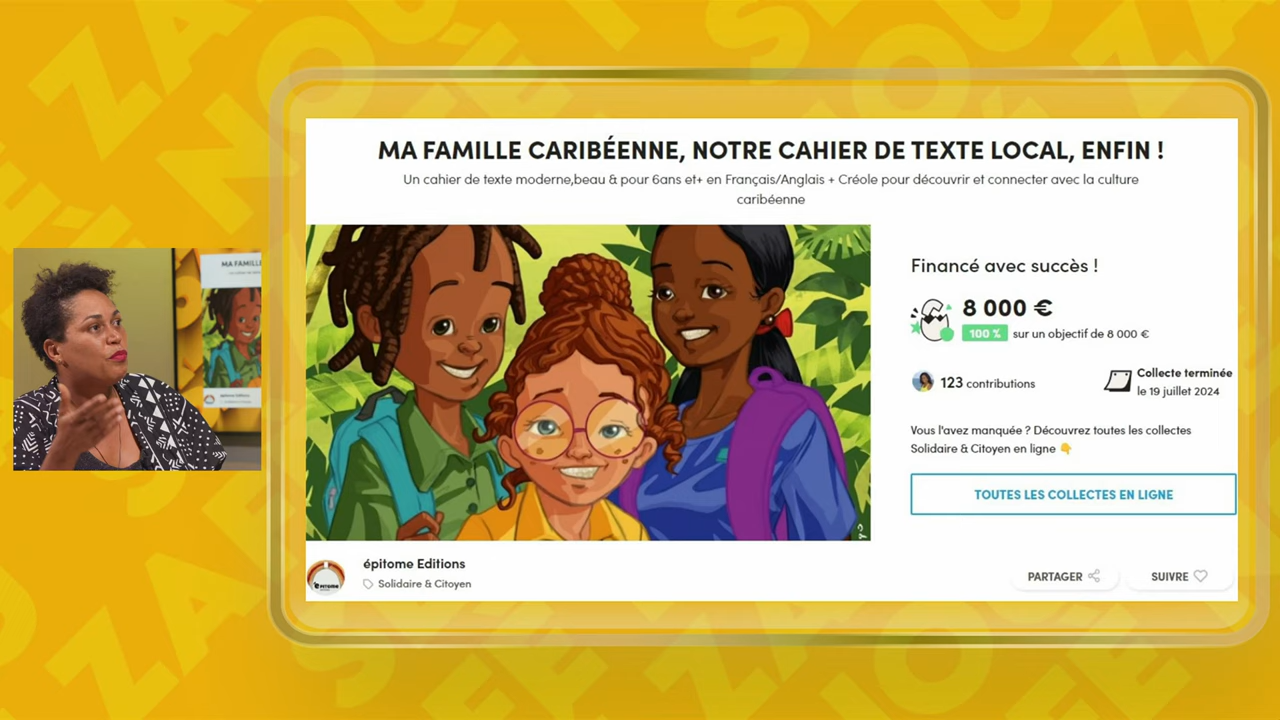 MA FAMILLE CARIBÉENNE, NOTRE CAHIER DE TEXTE LOCAL, ENFIN !
Un cahier de texte moderne,beau & pour 6ans et+ en Français/Anglais + Créole pour découvrir et connecter avec la culture
caribéenne
Financé avec succès !
8 000 €
100 % sur un objectif de 8 000 €
123 contributions
Collecte terminée
le 19 juillet 2024
Vous l'avez manquée ? Découvrez toutes les collectes
Solidaire & Citoyen en ligne 👇
TOUTES LES COLLECTES EN LIGNE
épitome Editions
Solidaire & Citoyen
PARTAGER
SUIVRE
MA FAMILL
épitome Editions